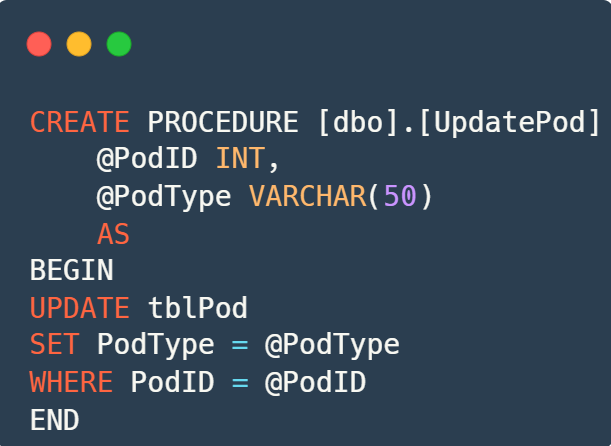 CREATE PROCEDURE [dbo].[UpdatePod]
    @PodID INT,
    @PodType VARCHAR(50)
    AS
BEGIN
UPDATE tblPod
SET PodType = @PodType
WHERE PodID = @PodID
END